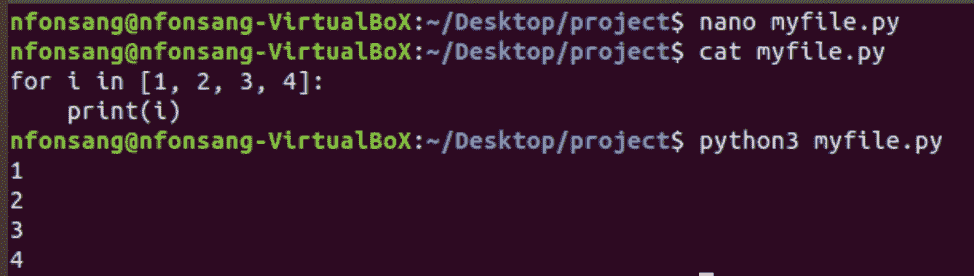 nfonsang@nfonsang-VirtualBoX:~/Desktop/project$ nano myfile.py
nfonsang@nfonsang-VirtualBoX:~/Desktop/project$ cat myfile.py
for i in [1, 2, 3, 4]:
    print(i)
nfonsang@nfonsang-VirtualBoX:~/Desktop/project$ python3 myfile.py
1
2
3
4